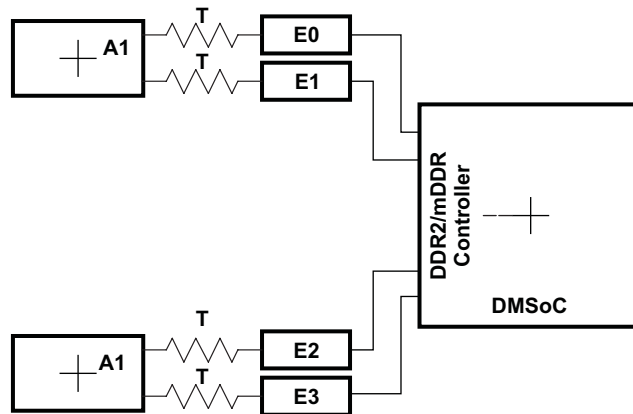 T
A1
E0
T
E1
DDR2/mDDR
Controller
DMSoC
T
A1
E2
T
E3